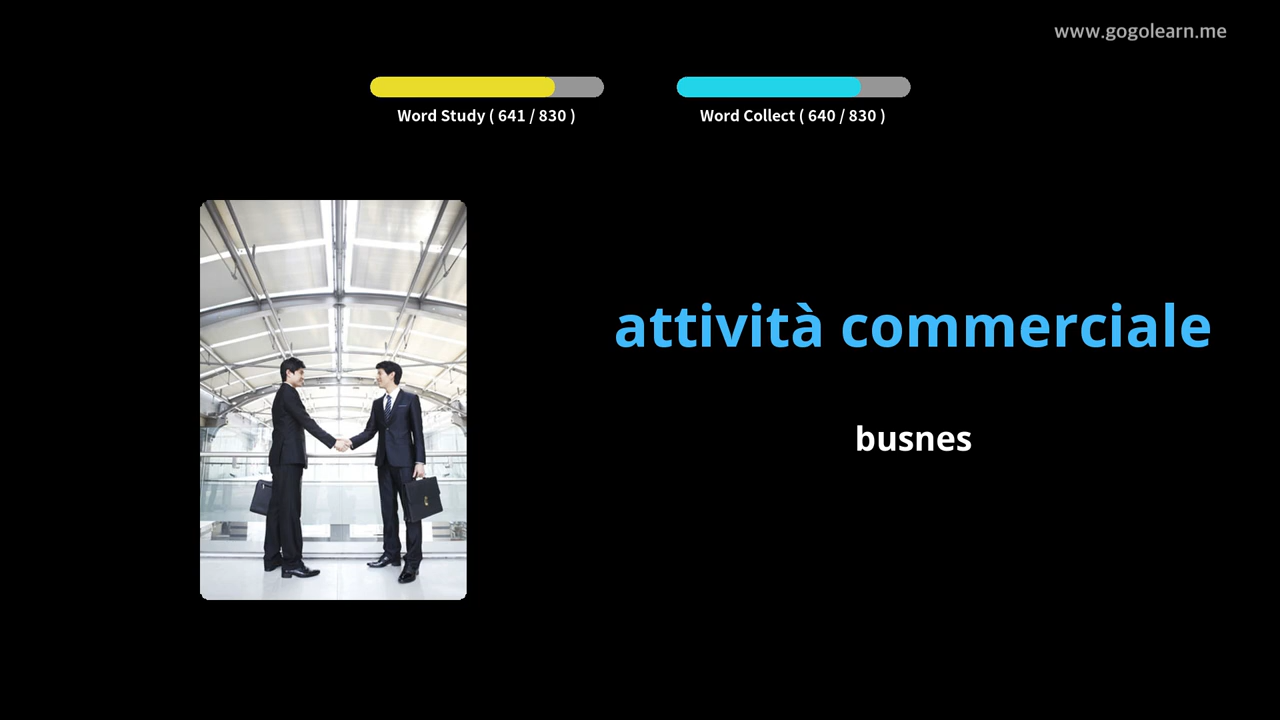 www.gogolearn.me
Word Study ( 641 / 830 )
Word Collect ( 640 / 830 )
attività commerciale
busnes